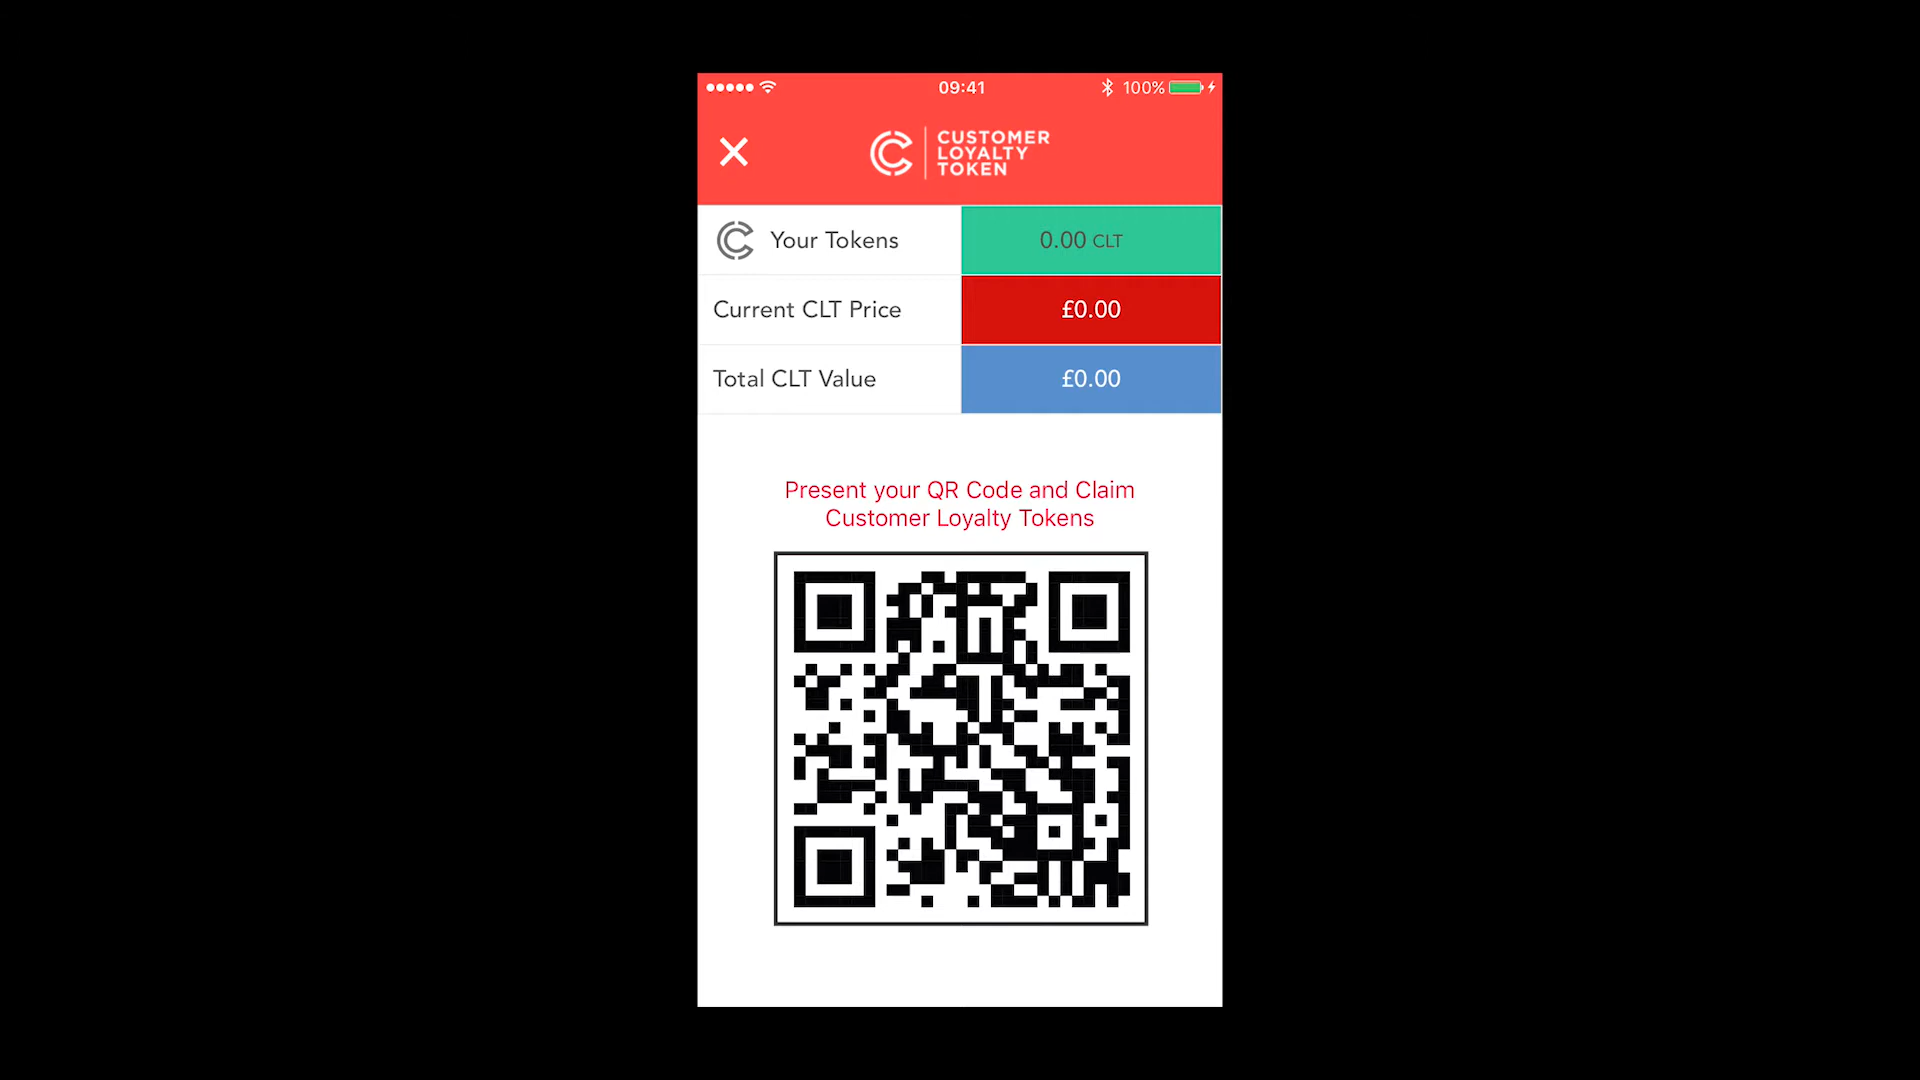 09:41
100%
CUSTOMER
LOYALTY
TOKEN
Your Tokens
0.00 CLT
Current CLT Price
£0.00
Total CLT Value
£0.00
Present your QR Code and Claim
Customer Loyalty Tokens